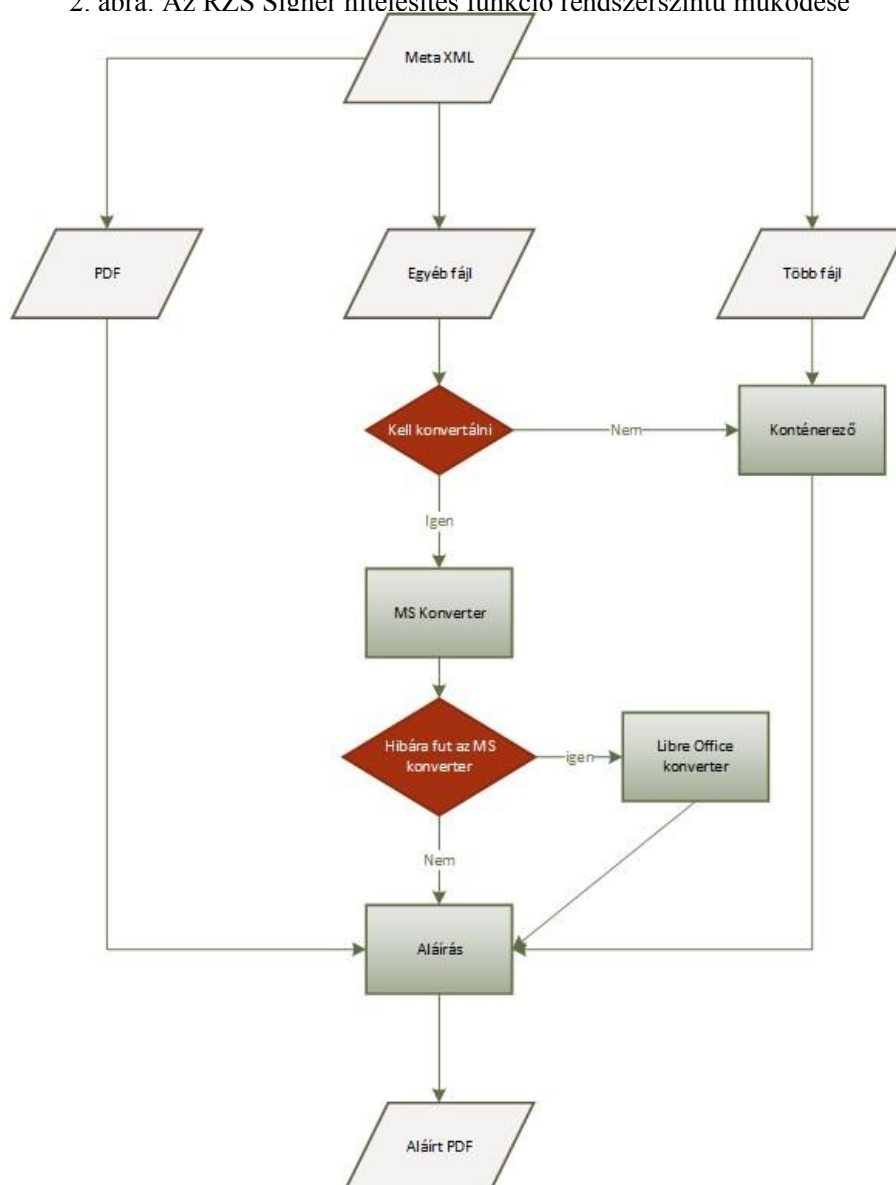 2. ábra: Az RZS Signer hitelesítés funkció rendszerszintű működése
Meta XML
PDF
Egyéb fájl
Több fájl
Kell konvertálni
Nem
Konténerező
Igen
MS Konverter
Hibára fut az MS
konverter
igen
Libre Office
konverter
Nem
Aláírás
Aláírt PDF